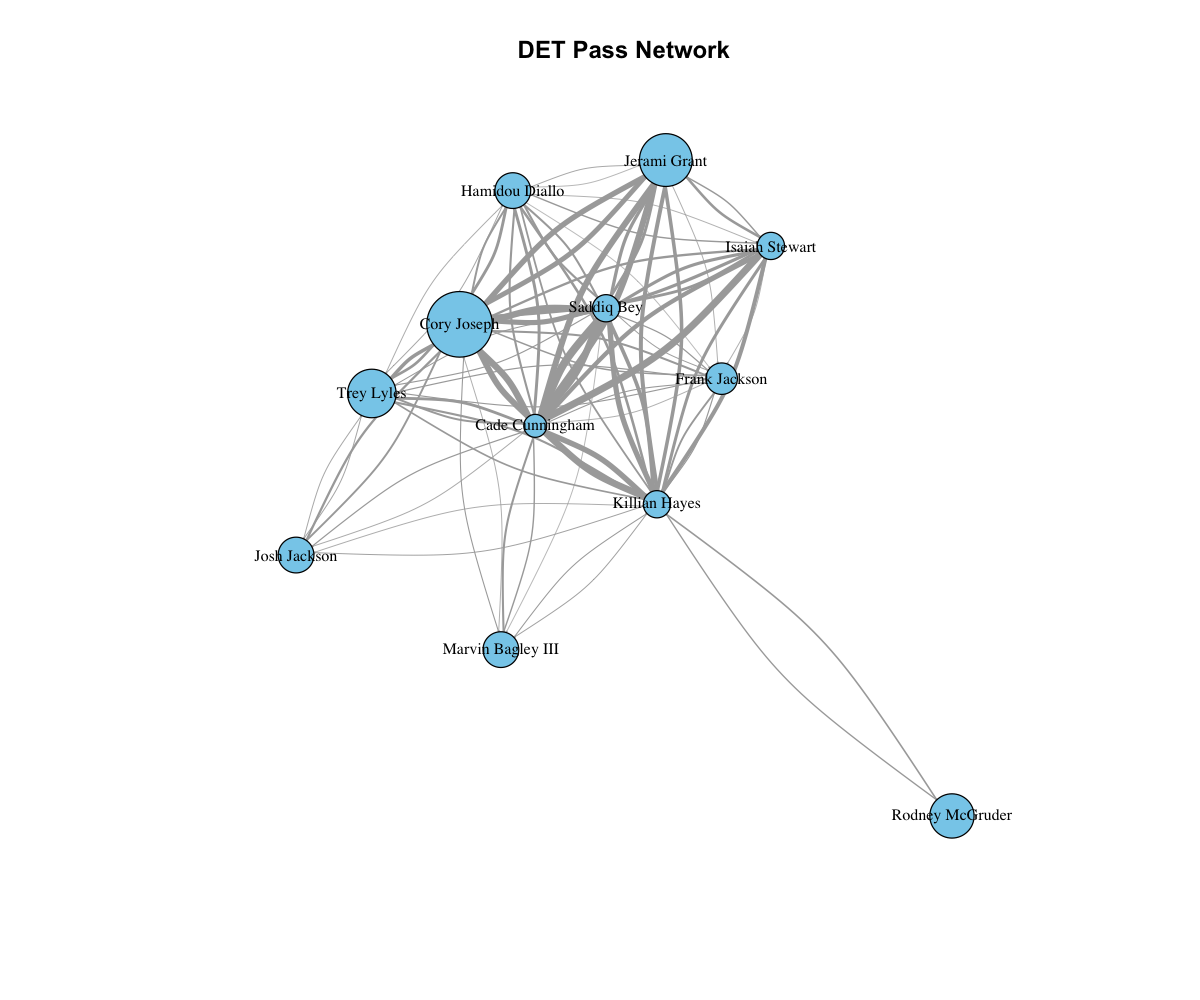 DET Pass Network
Jerami Grant
Hamidou Diallo
Isaiah Stewart
Saddiq Bey
Cory Joseph
Frank Jackson
Trey Lyles
Cade Cunningham
Killian Hayes
Josh Jackson
Marvin Bagley III
Rodney McGruder